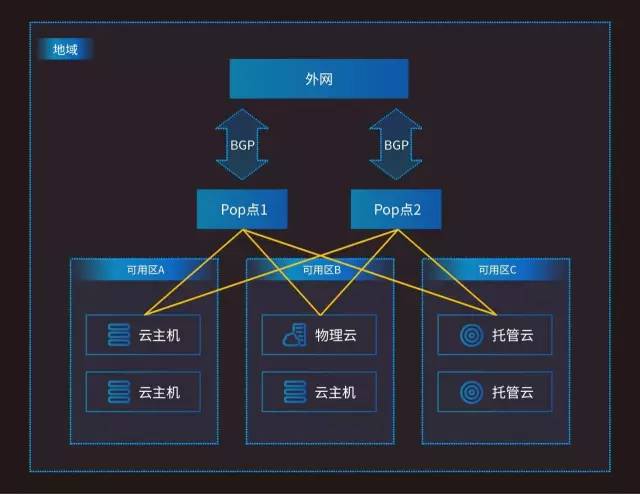 地域
外网
BGP
BGP
Pop点1
Pop点2
可用区A
可用区B
可用区C
云主机
物理云
托管云
云主机
云主机
托管云